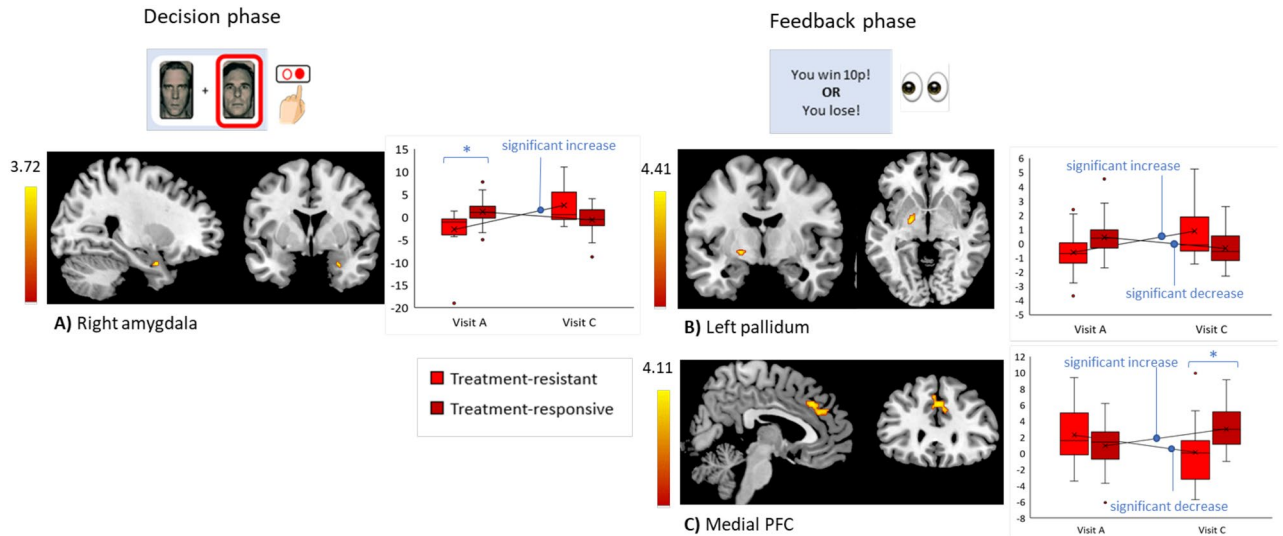 Decision phase
Feedback phase
+
You win 10p!
OR
You lose!
3.72
15
10
5
0
-5
-10
-15
-20
*
significant increase
Visit A
Visit C
A) Right amygdala
4.41
6
5
4
3
2
1
0
-1
-2
-3
-4
-5
significant increase
significant decrease
Visit A
Visit C
B) Left pallidum
Treatment-resistant
Treatment-responsive
4.11
12
10
8
6
4
2
0
-2
-4
-6
-8
significant increase
*
significant decrease
Visit A
Visit C
C) Medial PFC